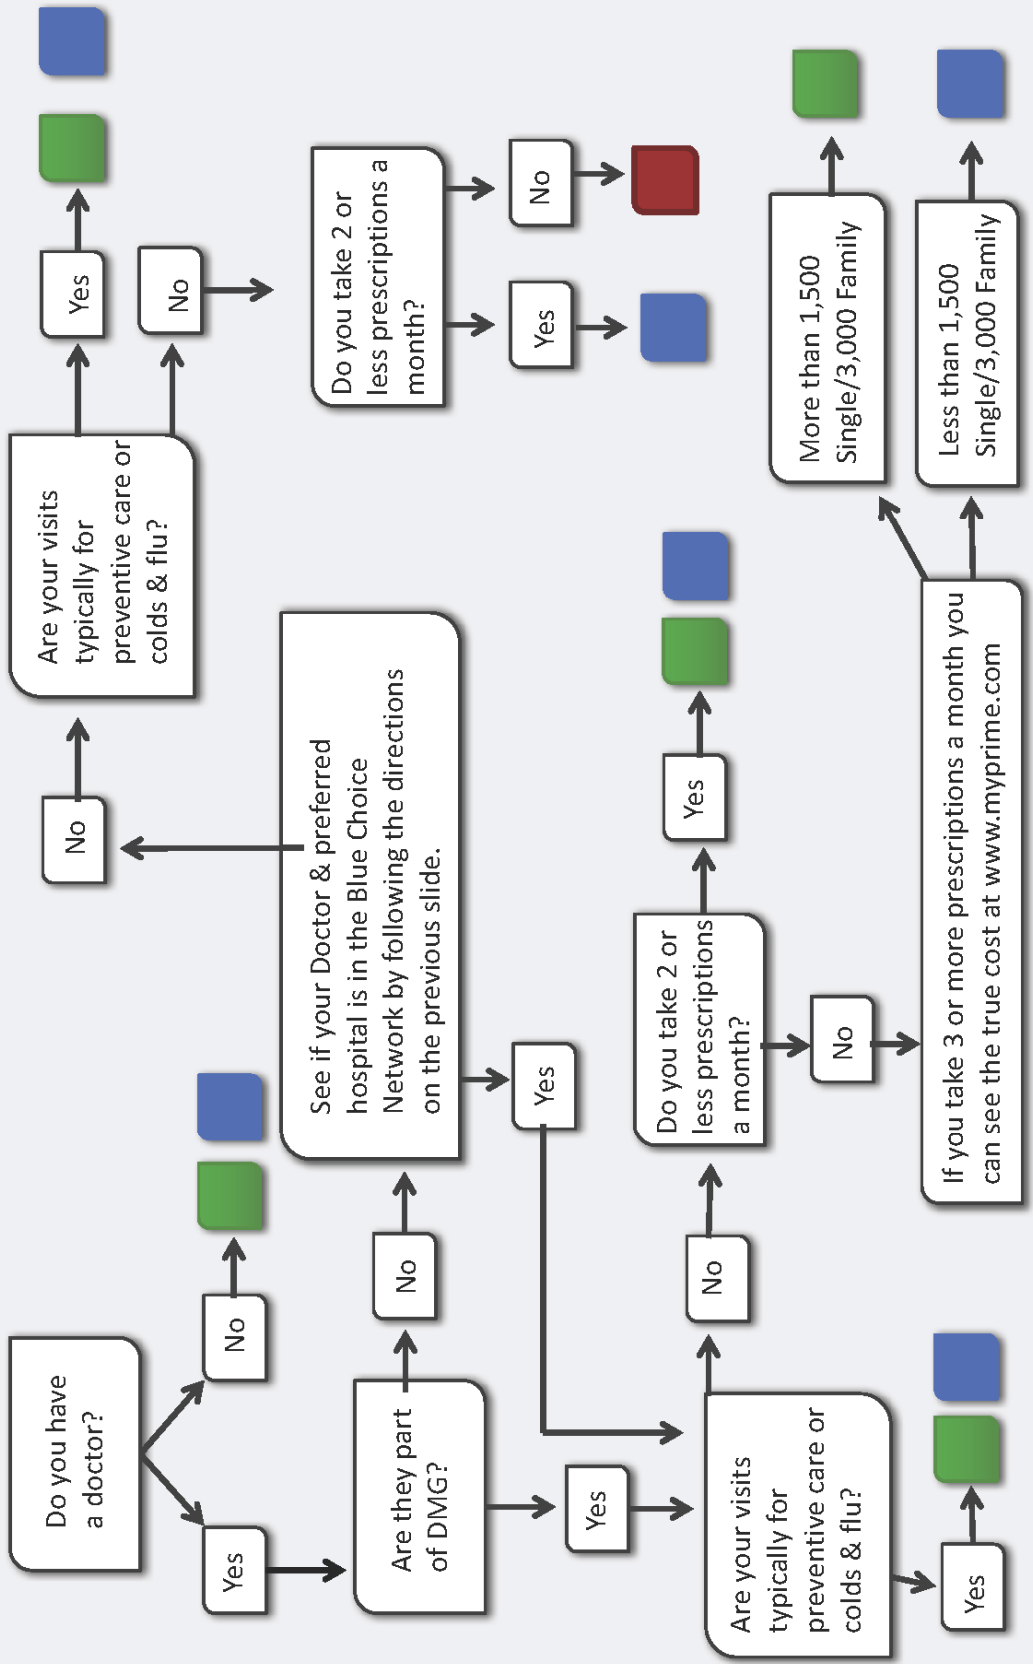 Do you have
a doctor?
Yes
No
Are they part
of DMG?
No
Yes
See if your Doctor & preferred
hospital is in the Blue Choice
Network by following the directions
on the previous slide.
No
Yes
Are your visits
typically for
preventive care or
colds & flu?
Yes
No
Do you take 2 or
less prescriptions a
month?
Yes
No
Are your visits
typically for
preventive care or
colds & flu?
Yes
No
Do you take 2 or
less prescriptions
a month?
Yes
No
If you take 3 or more prescriptions a month you
can see the true cost at www.myprime.com
More than 1,500
Single/3,000 Family
Less than 1,500
Single/3,000 Family